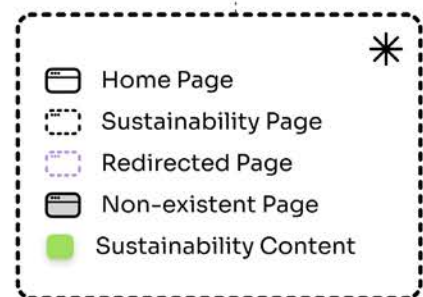 Home Page
Sustainability Page
Redirected Page
Non-existent Page
Sustainability Content